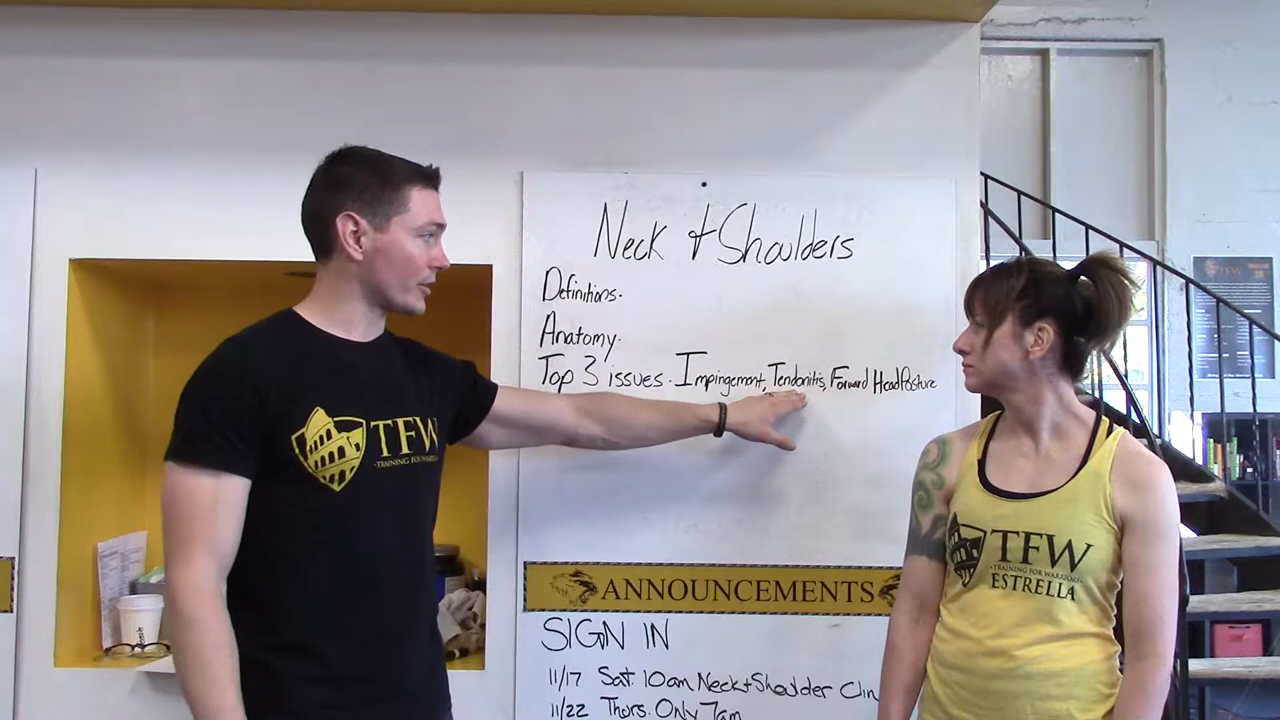 Neck & Shoulders
Definitions.
Anatomy.
Top 3 issues. Impingement, Tendonitis, Forward Head Posture
ANNOUNCEMENTS
SIGN IN
11/17 Sat 10am Neck & Shoulder Clin
11/22 Thurs. Only 7am
TFW
TRAINING FOR WARRIORS
TFW
TRAINING FOR WARRIORS
ESTRELLA
TFW